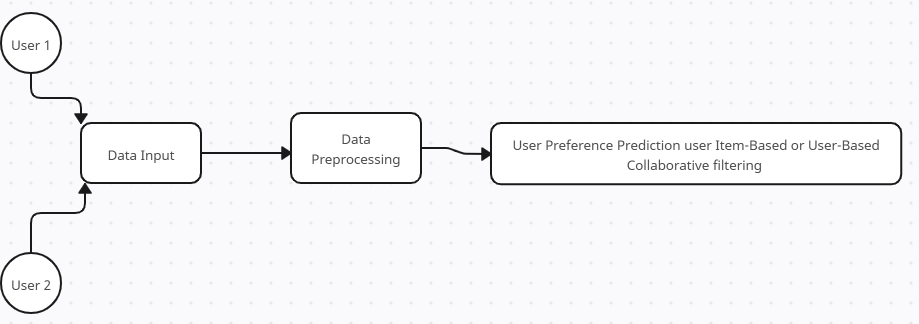 User 1
Data Input
Data
Preprocessing
User Preference Prediction user Item-Based or User-Based
Collaborative filtering
User 2